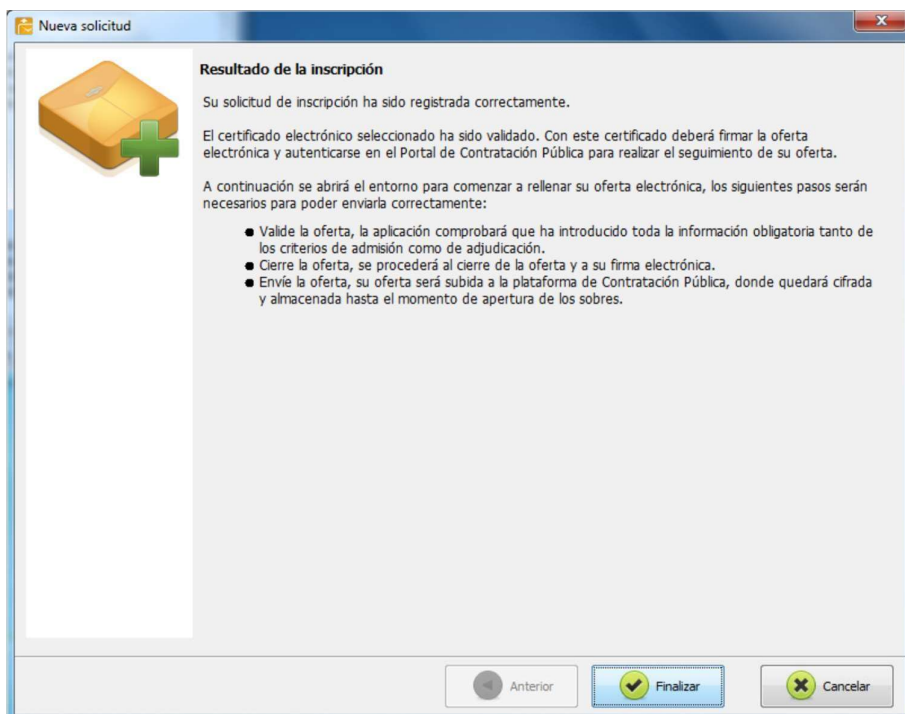 Nueva solicitud
Resultado de la inscripción
Su solicitud de inscripción ha sido registrada correctamente.
El certificado electrónico seleccionado ha sido validado. Con este certificado deberá firmar la oferta
electrónica y autenticarse en el Portal de Contratación Pública para realizar el seguimiento de su oferta.
A continuación se abrirá el entorno para comenzar a rellenar su oferta electrónica, los siguientes pasos serán
necesarios para poder enviarla correctamente:
● Valide la oferta, la aplicación comprobará que ha introducido toda la información obligatoria tanto de
los criterios de admisión como de adjudicación.
● Cierre la oferta, se procederá al cierre de la oferta y a su firma electrónica.
● Envíe la oferta, su oferta será subida a la plataforma de Contratación Pública, donde quedará cifrada
y almacenada hasta el momento de apertura de los sobres.
Anterior
Finalizar
Cancelar